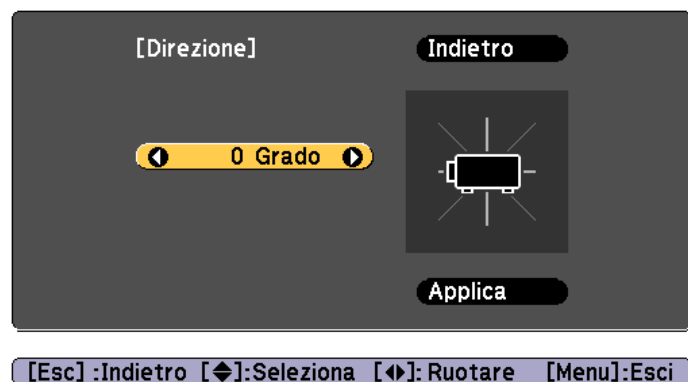 [Direzione] Indietro
0 Grado
Applica
[Esc] :Indietro [◆]:Seleziona [◆]: Ruotare [Menu]:Esci